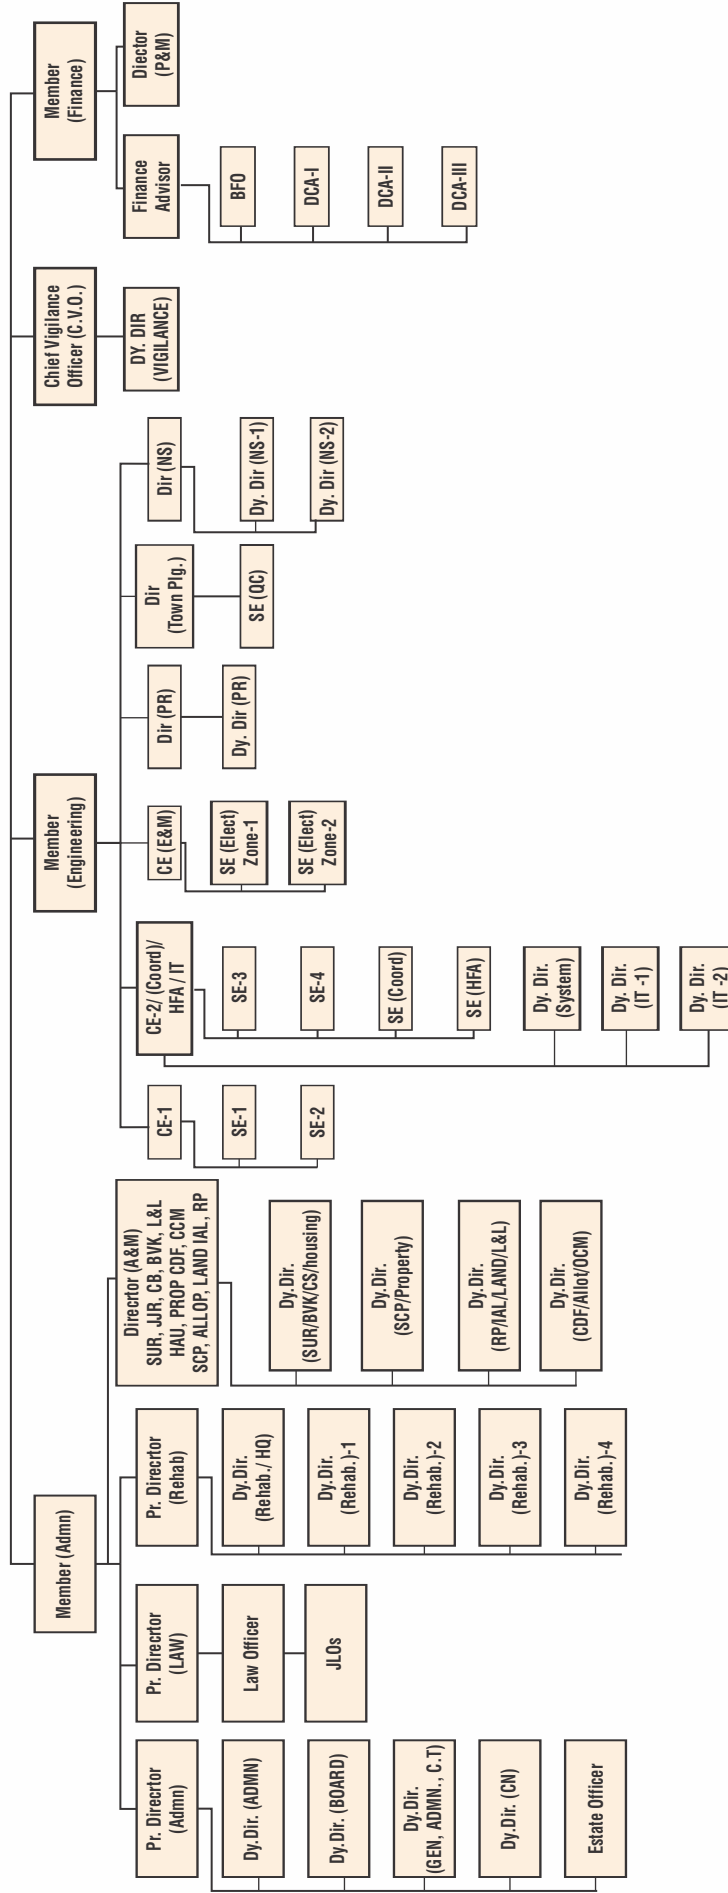 Member (Admn)
Member
(Engineering)
Chief Vigilance
Officer (C.V.O.)
Member
(Finance)
Pr. Direcrtor
(Admn)
Dy.Dir. (ADMN)
Dy.Dir. (BOARD)
Dy.Dir.
(GEN, ADMN., C.T)
Dy.Dir. (CN)
Estate Officer
Pr. Direcrtor
(LAW)
Law Officer
JLOs
Pr. Direcrtor
(Rehab)
Dy.Dir.
(Rehab./ HQ)
Dy.Dir.
(Rehab.)-1
Dy.Dir.
(Rehab.)-2
Dy.Dir.
(Rehab.)-3
Dy.Dir.
(Rehab.)-4
Direcrtor (A&M)
SUR, JJR, CB, BVK, L&L
HAU, PROP CDF, CCM
SCP, ALLOP, LAND IAL, RP
Dy.Dir.
(SUR/BVK/CS/housing)
Dy.Dir.
(SCP/Property)
Dy.Dir.
(RP/IAL/LAND/L&L)
Dy.Dir.
(CDF/Allot/OCM)
CE-1
SE-1
SE-2
CE-2/ (Coord)/
HFA / IT
SE-3
SE-4
SE (Coord)
SE (HFA)
Dy. Dir.
(System)
Dy. Dir.
(IT -1)
Dy. Dir.
(IT -2)
CE (E&M)
SE (Elect)
Zone-1
SE (Elect)
Zone-2
Dir (PR)
Dy. Dir (PR)
Dir
(Town Plg.)
SE (QC)
Dir (NS)
Dy. Dir (NS-1)
Dy. Dir (NS-2)
DY. DIR
(VIGILANCE)
Finance
Advisor
BFO
DCA-I
DCA-II
DCA-III
Diector
(P&M)